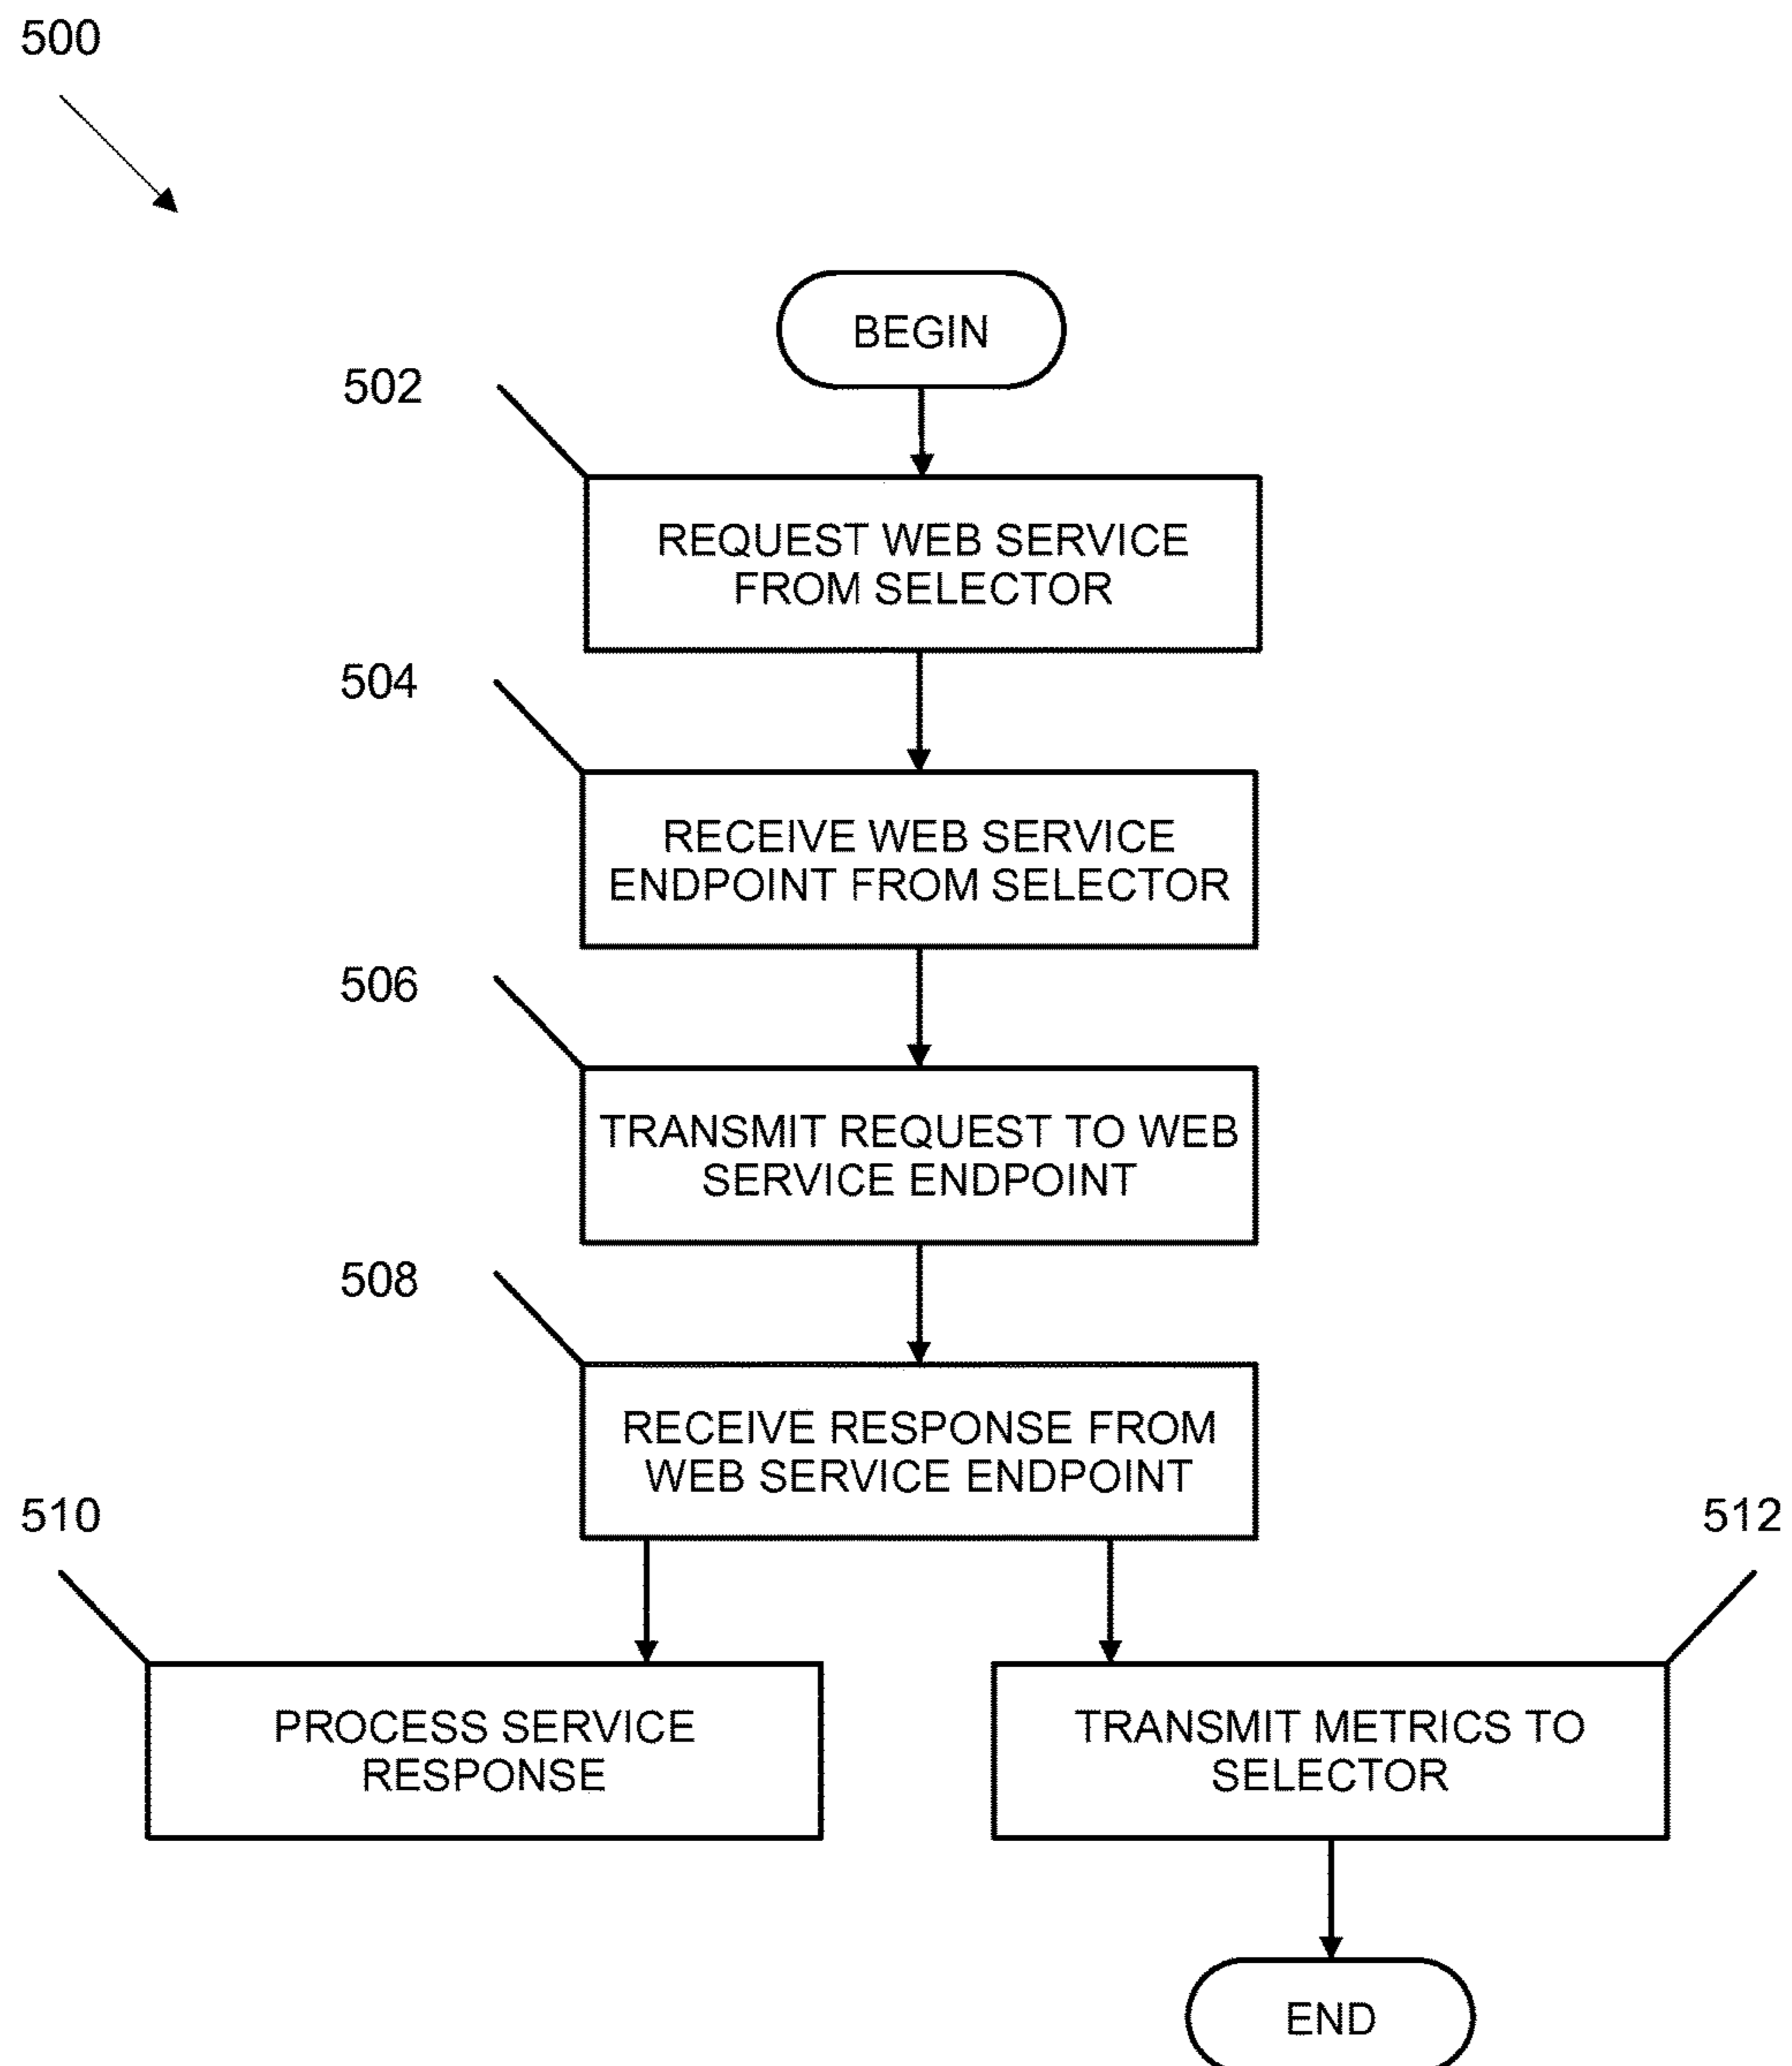 500
BEGIN
502
REQUEST WEB SERVICE
FROM SELECTOR
504
RECEIVE WEB SERVICE
ENDPOINT FROM SELECTOR
506
TRANSMIT REQUEST TO WEB
SERVICE ENDPOINT
508
RECEIVE RESPONSE FROM
WEB SERVICE ENDPOINT
510
512
PROCESS SERVICE
RESPONSE
TRANSMIT METRICS TO
SELECTOR
END